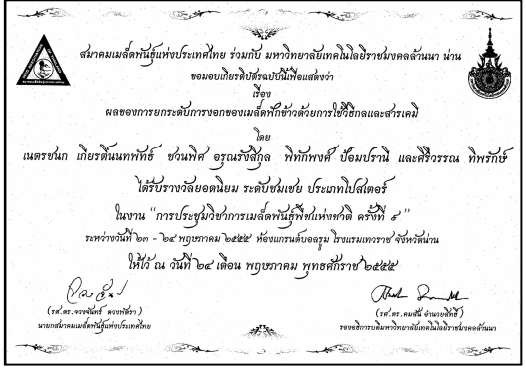 สมาคมเมล็ดพันธุ์แห่งประเทศไทย ร่วมกับ มหาวิทยาลัยเทคโนโลยีราชมงคลล้านนา น่าน
ขอมอบเกียรติบัตรฉบับนี้เพื่อแสดงว่า
เรื่อง
ผลของการยกระดับการงอกของเมล็ดฟักข้าวด้วยการใช้วิธีกลและสารเคมี
โดย
เนตรชนก เกียรติ์นนทพัทธ์ ชวนพิศ อรุณรังสิกุล พิทักพงศ์ ป้อมปราณี และศิริวรรณ ทิพรักษ์
ได้รับรางวัลยอดนิยม ระดับชมเชย ประเภทโปสเตอร์
ในงาน "การประชุมวิชาการเมล็ดพันธุ์พืชแห่งชาติ ครั้งที่ ๙"
ระหว่างวันที่ ๒๓ - ๒๔ พฤษภาคม ๒๕๕๕ ห้องแกรนด์บอลรูม โรงแรมเทวราช จังหวัดน่าน
ให้ไว้ ณ วันที่ ๒๔ เดือน พฤษภาคม พุทธศักราช ๒๕๕๕
(รศ.ดร.จวงจันทร์ ดวงพัตรา)
นายกสมาคมเมล็ดพันธุ์แห่งประเทศไทย
(รศ.ดร.คมสัน อำนวยสิทธิ์)
รองอธิการบดีมหาวิทยาลัยเทคโนโลยีราชมงคลล้านนา